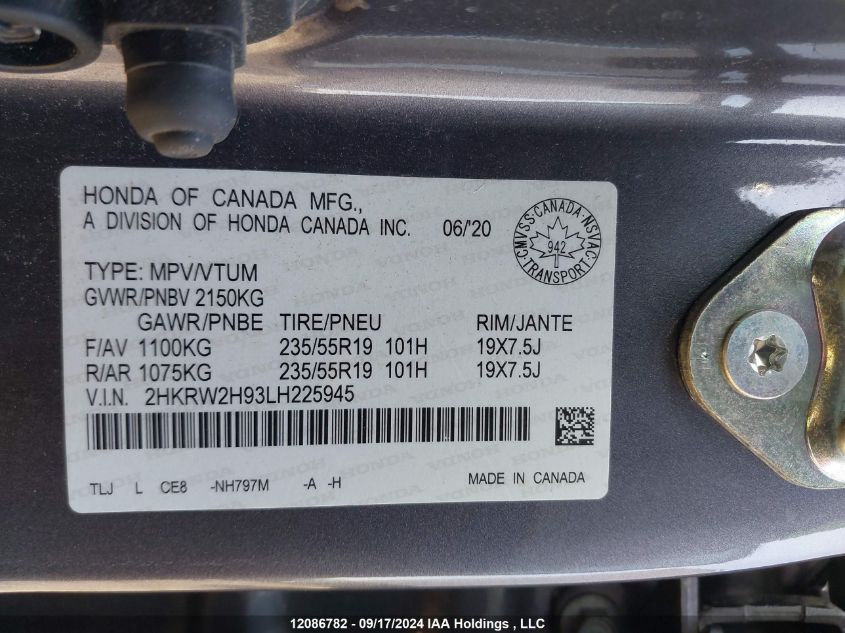 HONDA OF CANADA MFG.,
A DIVISION OF HONDA CANADA INC. 06/'20
CMVSS·CANADA·NSVAC·TRANSPORT·
942
TYPE: MPV/VTUM
GVWR/PNBV 2150KG
GAWR/PNBE TIRE/PNEU RIM/JANTE
F/AV 1100KG 235/55R19 101H 19X7.5J
R/AR 1075KG 235/55R19 101H 19X7.5J
V.I.N. 2HKRW2H93LH225945
TLJ L CE8 -NH797M -A -H MADE IN CANADA
12086782 - 09/17/2024 IAA Holdings , LLC